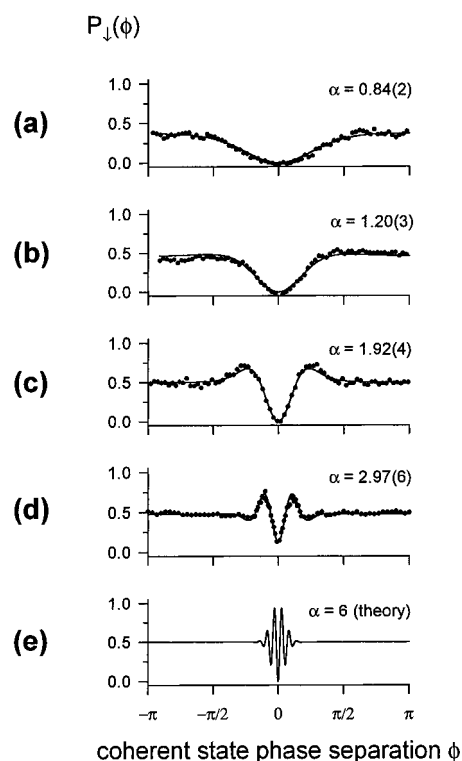 P↓(ϕ)
(a)
1.0
0.5
0.0
α = 0.84(2)
(b)
1.0
0.5
0.0
α = 1.20(3)
(c)
1.0
0.5
0.0
α = 1.92(4)
(d)
1.0
0.5
0.0
α = 2.97(6)
(e)
1.0
0.5
0.0
α = 6 (theory)
−π −π/2 0 π/2 π
coherent state phase separation ϕ